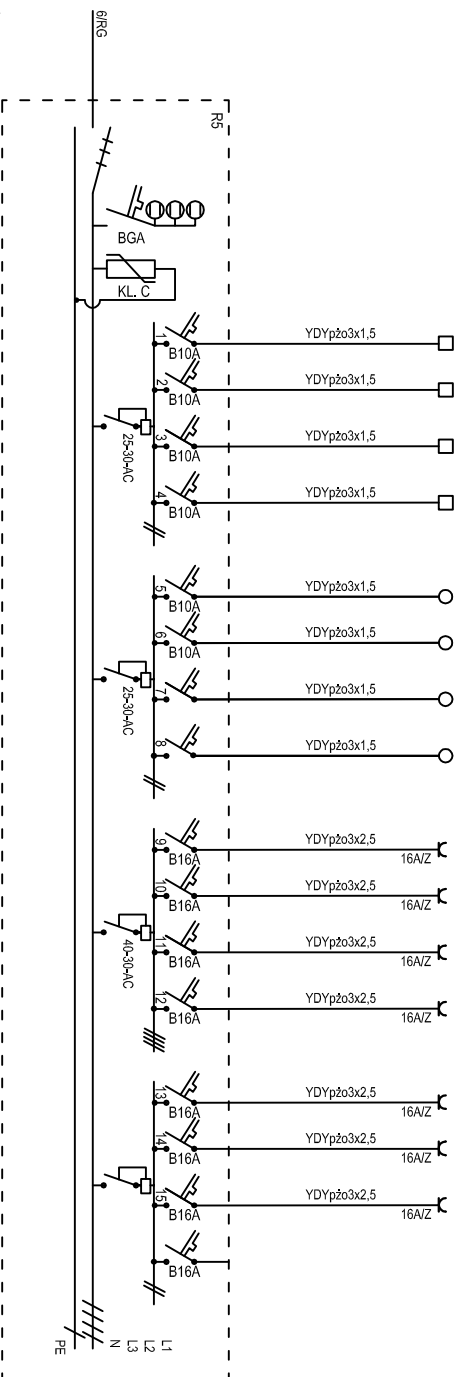 6/RG
R5
BGA
KL. C
1
B10A
YDYpżo3x1,5
2
B10A
YDYpżo3x1,5
25-30-AC
3
B10A
YDYpżo3x1,5
4
B10A
YDYpżo3x1,5
5
B10A
YDYpżo3x1,5
6
B10A
YDYpżo3x1,5
25-30-AC
7
YDYpżo3x1,5
8
YDYpżo3x1,5
9
B16A
YDYpżo3x2,5
16A/Z
10
B16A
YDYpżo3x2,5
16A/Z
40-30-AC
11
B16A
YDYpżo3x2,5
16A/Z
12
B16A
YDYpżo3x2,5
16A/Z
13
B16A
YDYpżo3x2,5
16A/Z
14
B16A
YDYpżo3x2,5
16A/Z
15
B16A
YDYpżo3x2,5
16A/Z
B16A
L1
L2
L3
N
PE